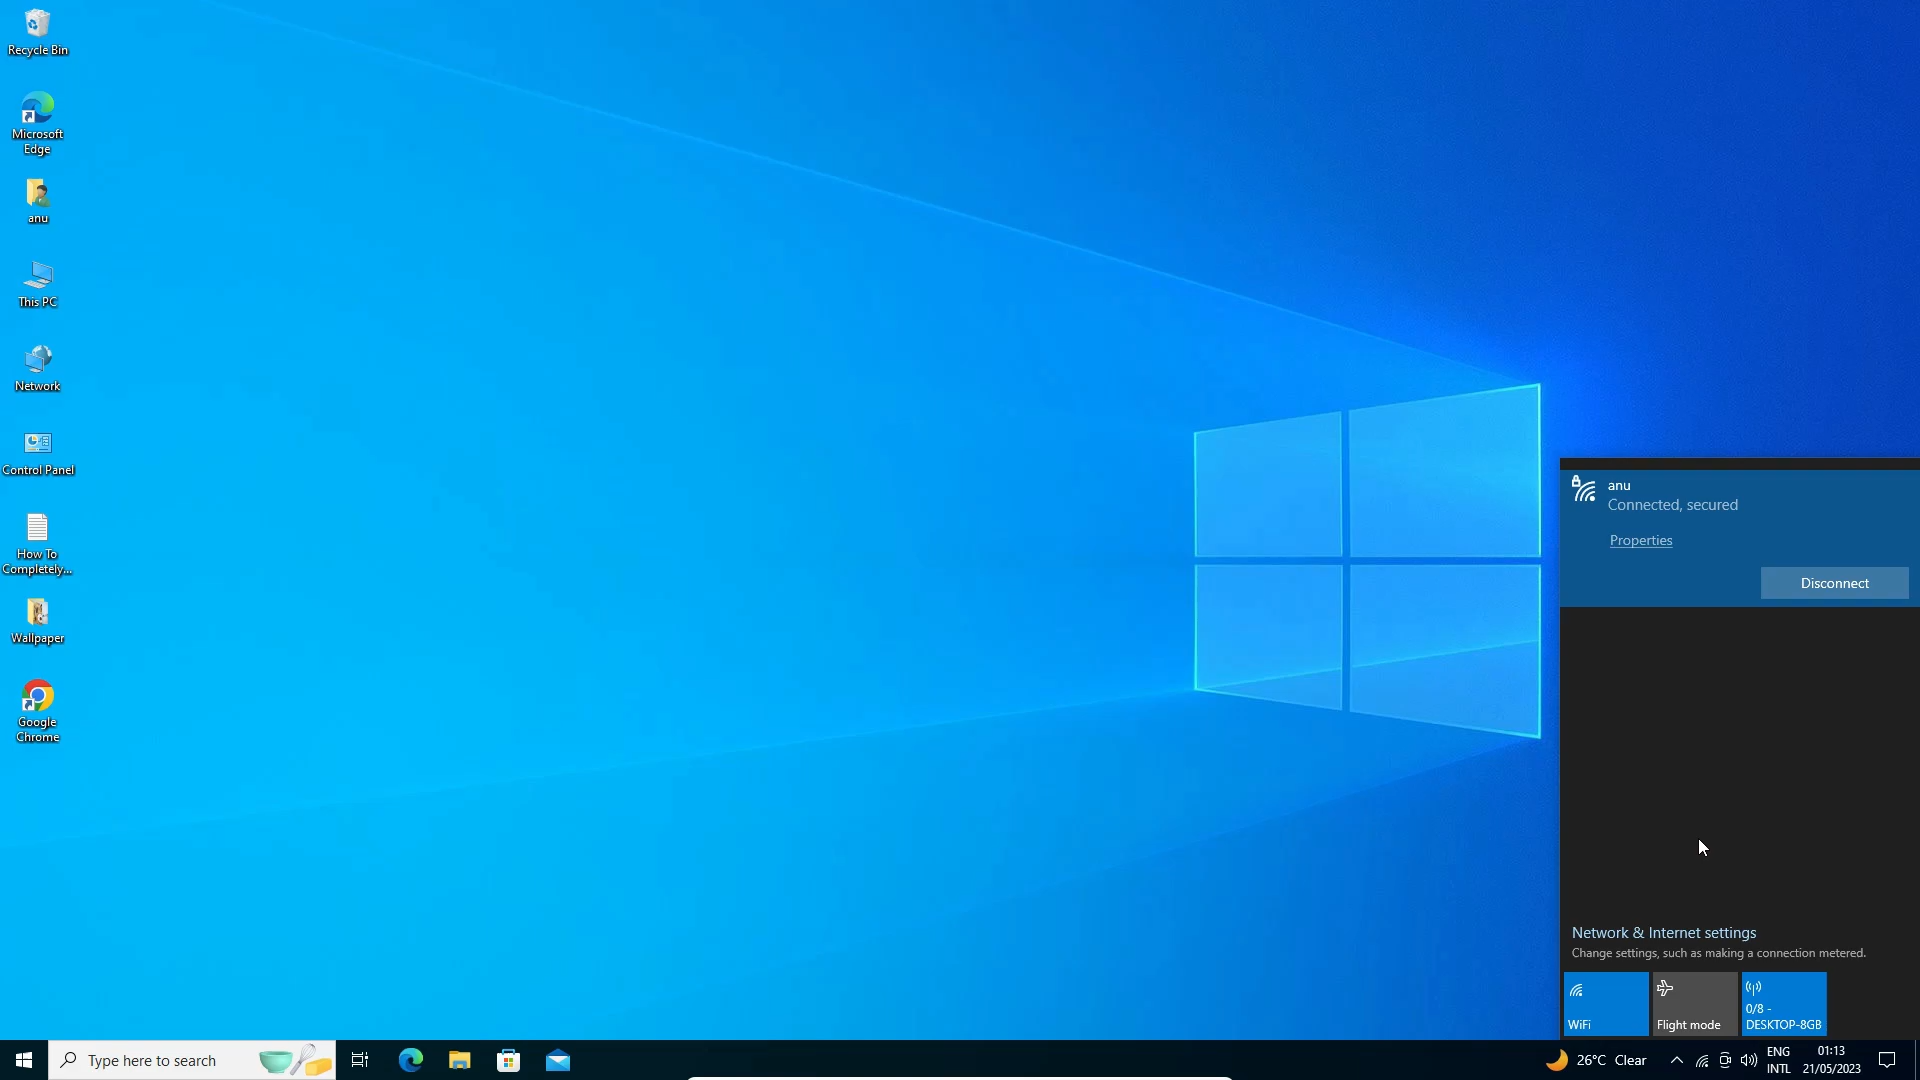 Recycle Bin
Microsoft
Edge
anu
This PC
Network
Control Panel
How To
Completely...
Wallpaper
Google
Chrome
anu
Connected, secured
Properties
Disconnect
Network & Internet settings
Change settings, such as making a connection metered.
WiFi
Flight mode
0/8 -
DESKTOP-8GB
Type here to search
26°C Clear
ENG
INTL
01:13
21/05/2023